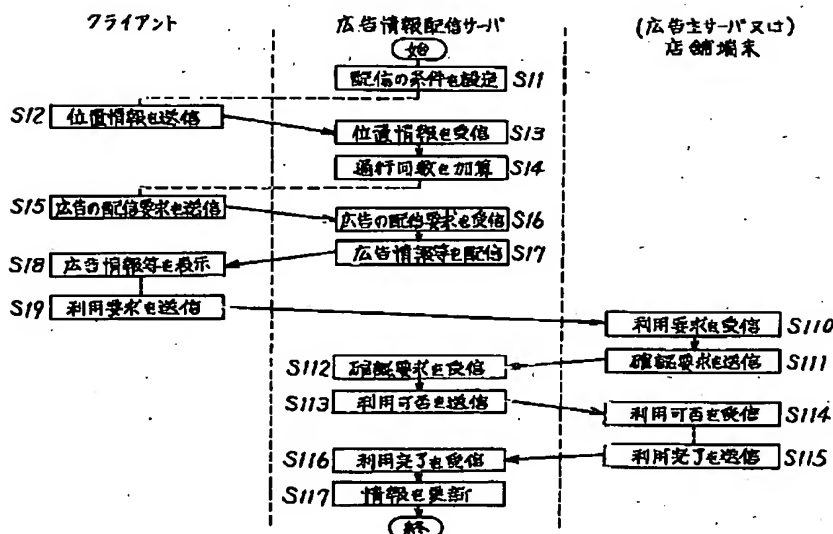 クライアント
広告情報配信サーバ
(広告主サーバ又は)
店舗端末
始
配信の条件を設定 S11
S12 位置情報を送信
位置情報を受信 S13
通行回数を加算 S14
S15 広告の配信要求を送信
広告の配信要求を受信 S16
広告情報等を配信 S17
S18 広告情報等を表示
S19 利用要求を送信
利用要求を受信 S110
確認要求を送信 S111
S112 確認要求を受信
S113 利用可否を送信
利用可否を受信 S114
利用完了を送信 S115
S116 利用完了を受信
S117 情報を更新
終